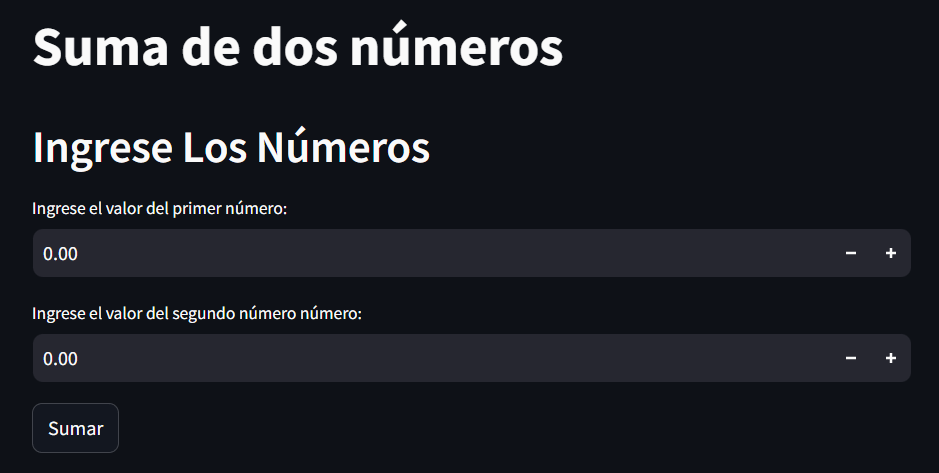 Suma de dos números
Ingrese Los Números
Ingrese el valor del primer número:
0.00
Ingrese el valor del segundo número número:
0.00
Sumar